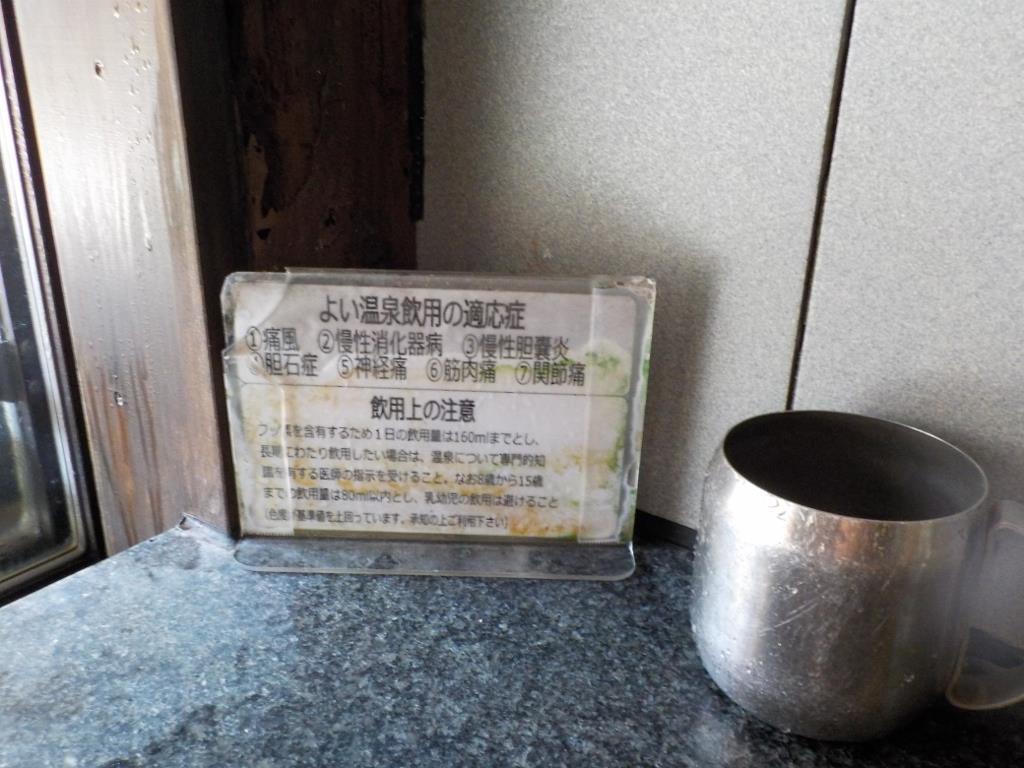 よい温泉飲用の適応症
①痛風 ②慢性消化器病 ③慢性胆嚢炎
④胆石症 ⑤神経痛 ⑥筋肉痛 ⑦関節痛
飲用上の注意
フッ素を含有するため1日の飲用量は160mlまでとし、
長期にわたり飲用したい場合は、温泉について専門的知
識を有する医師の指示を受けること。なお8歳から15歳
までの飲用量は80ml以内とし、乳幼児の飲用は避けること
(色度が基準値を上回っています。承知の上ご利用下さい)